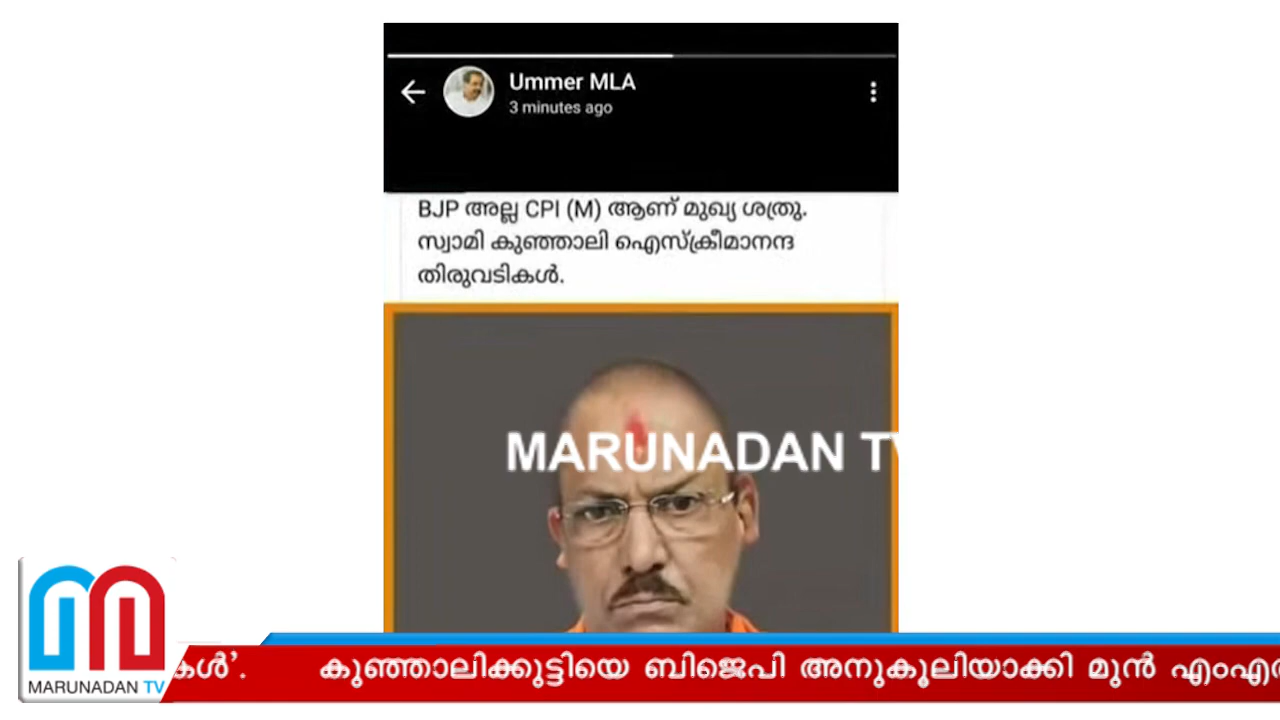 Ummer MLA
3 minutes ago
BJP അല്ല CPI (M) ആണ് മുഖ്യ ശത്രു.
സ്വാമി കുഞ്ഞാലി ഐസ്ക്രീമാനന്ദ
തിരുവടികൾ.
MARUNADAN TV
MARUNADAN TV
കുഞ്ഞാലിക്കുട്ടിയെ ബിജെപി അനുകൂലിയാക്കി മുൻ